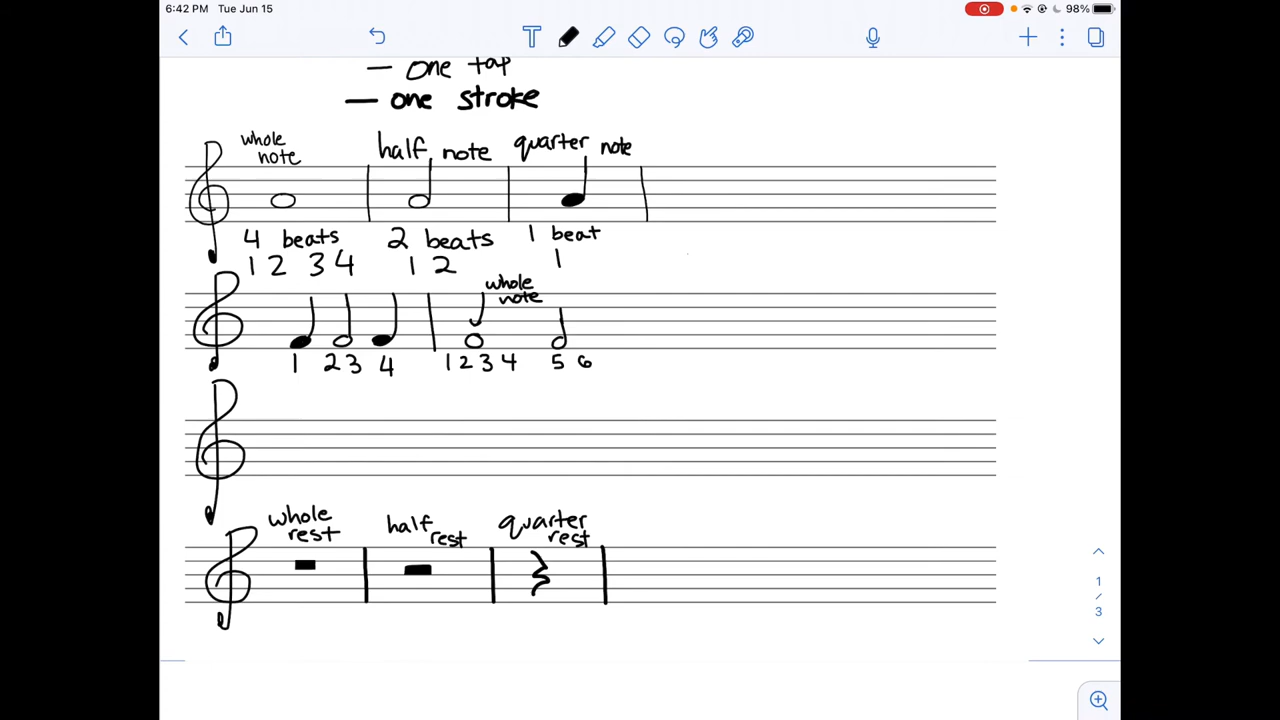 6:42 PM Tue Jun 15
98%
— one tap
— one stroke
whole note
half note
quarter note
4 beats
2 beats
1 beat
1 2 3 4
1 2
1
whole note
1 2 3 4
1 2 3 4 5 6
whole rest
half rest
quarter rest
1
/
3